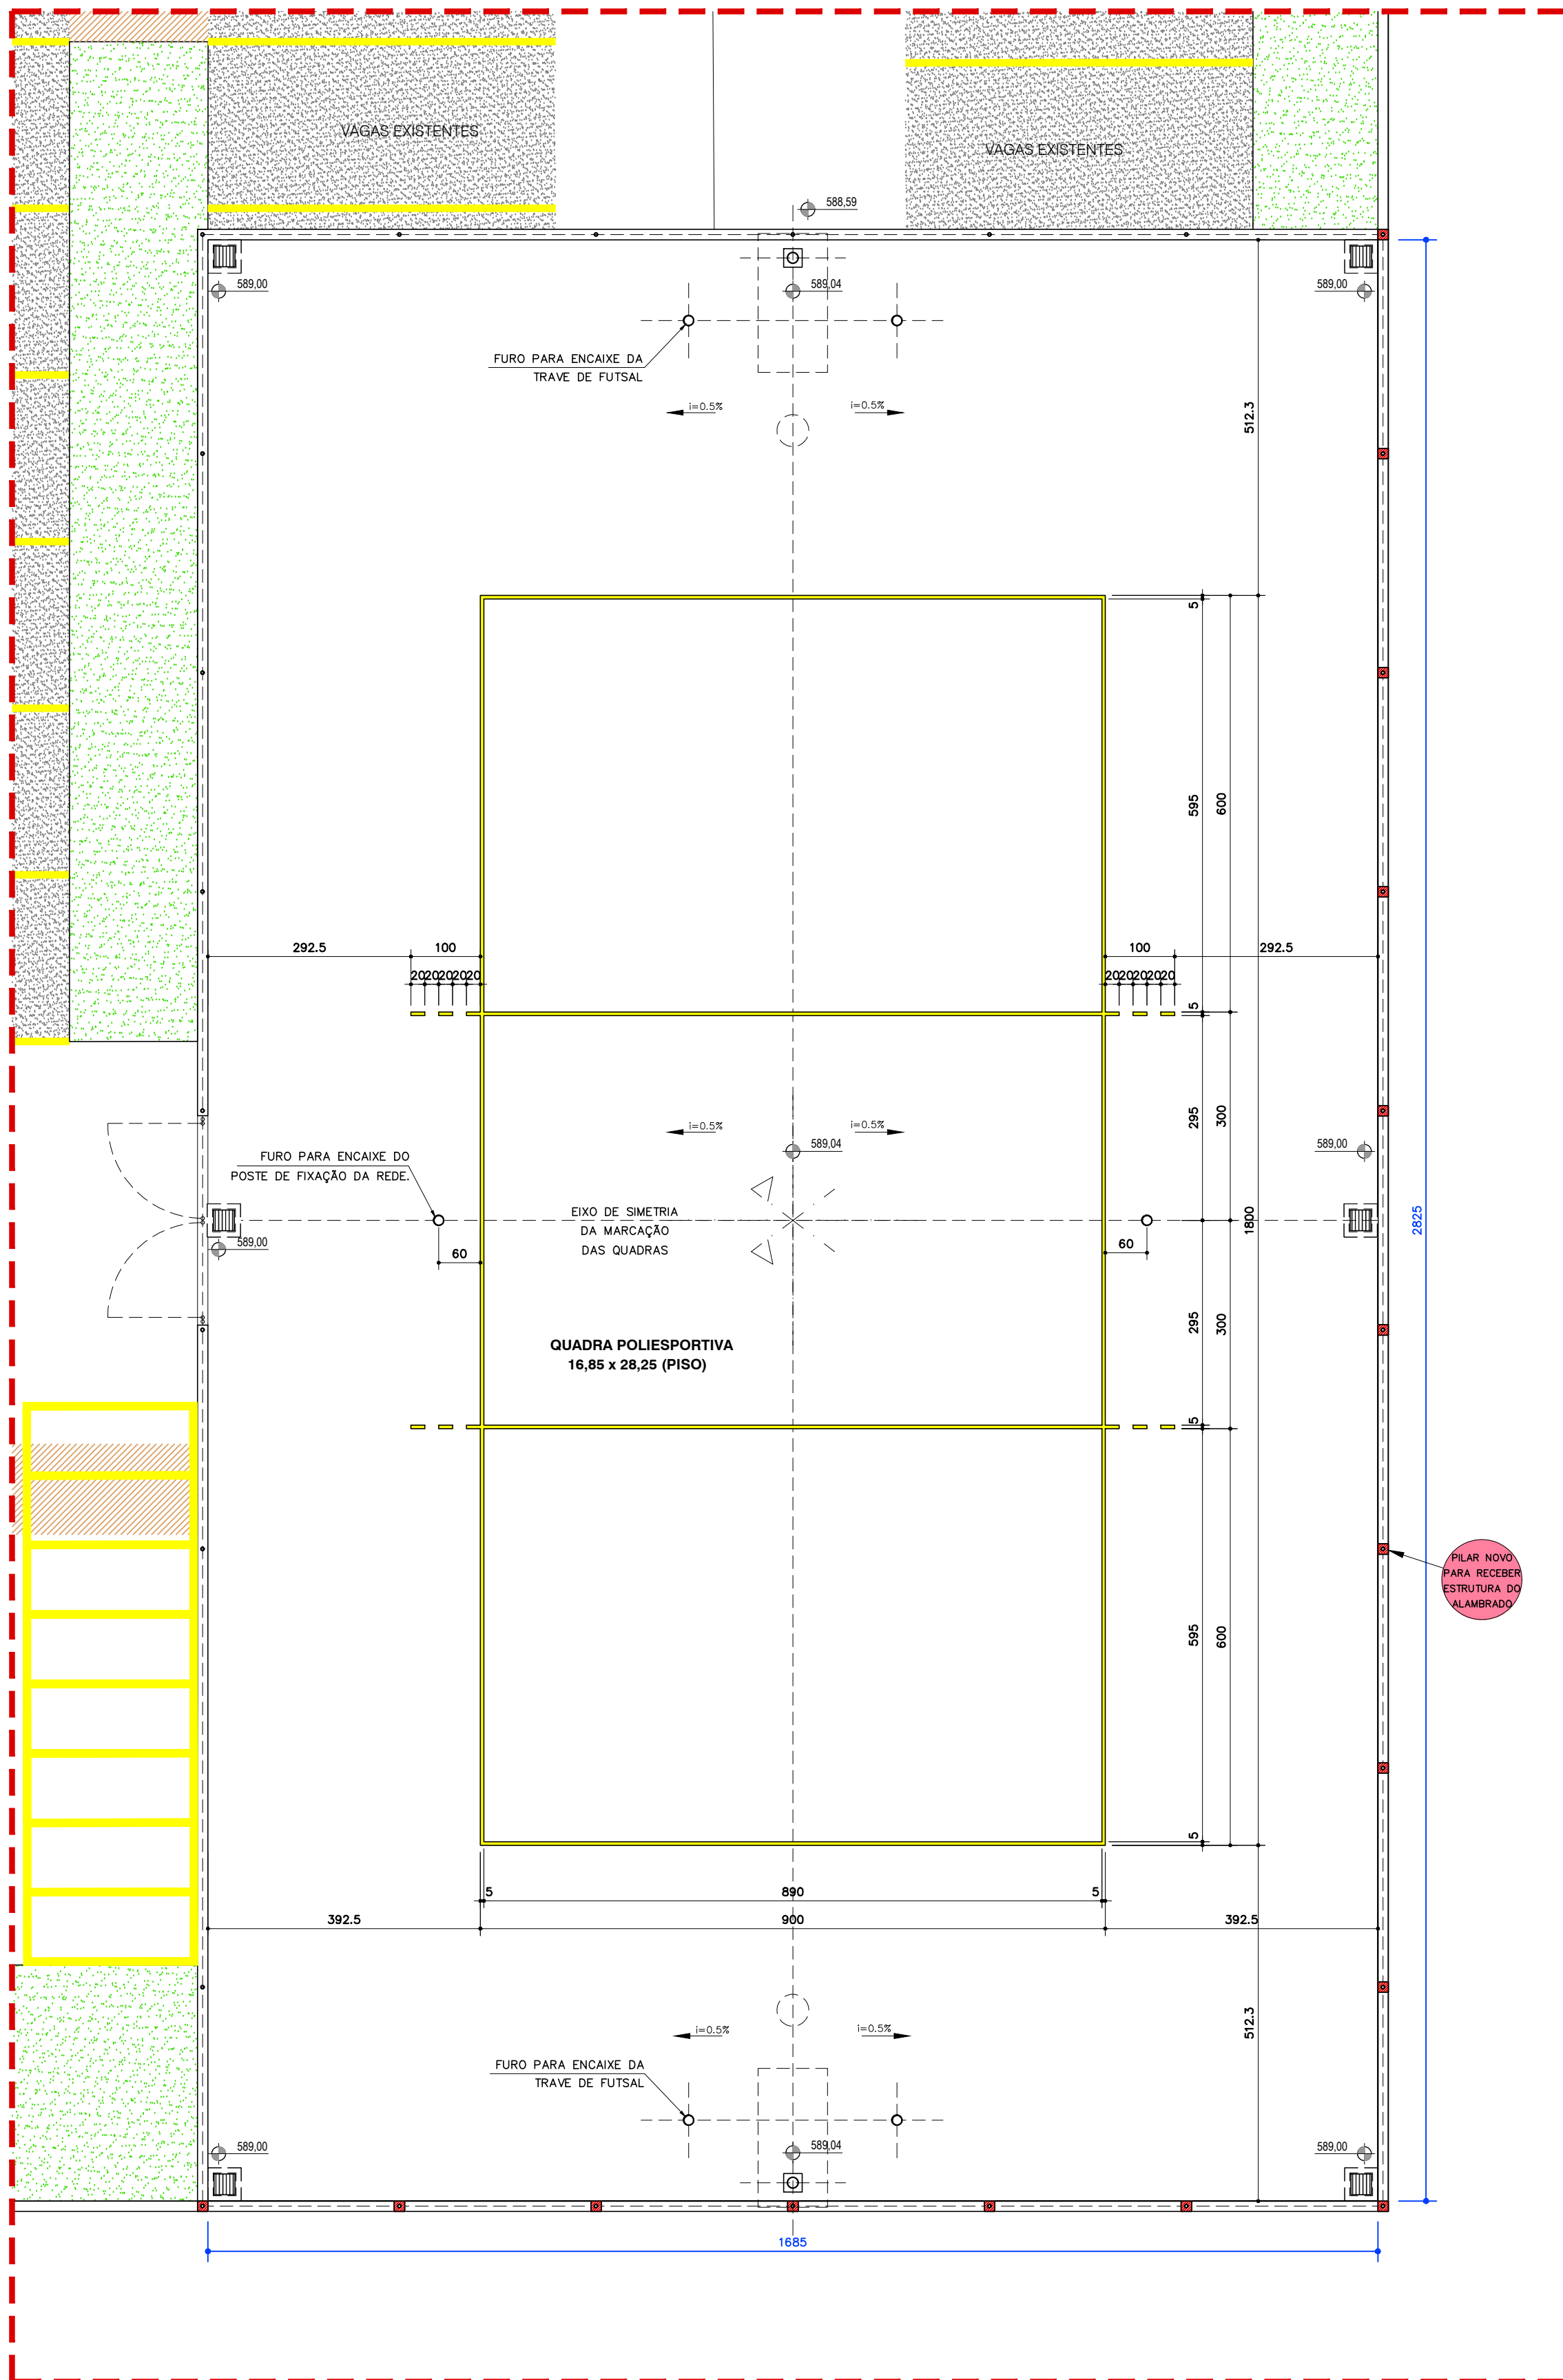 VAGAS EXISTENTES
VAGAS EXISTENTES
588,59
589,00
589,04
589,00
FURO PARA ENCAIXE DA
TRAVE DE FUTSAL
i=0.5%
i=0.5%
512.3
5
595
600
292.5
100
100
292.5
20 20 20 20 20
20 20 20 20 20
5
295
300
i=0.5%
i=0.5%
589,04
589,00
FURO PARA ENCAIXE DO
POSTE DE FIXAÇÃO DA REDE.
EIXO DE SIMETRIA
DA MARCAÇÃO
DAS QUADRAS
1800
2825
589,00
60
60
295
300
QUADRA POLIESPORTIVA
16,85 x 28,25 (PISO)
5
PILAR NOVO
PARA RECEBER
ESTRUTURA DO
ALAMBRADO
595
600
5
5
890
5
392.5
900
392.5
512.3
i=0.5%
i=0.5%
FURO PARA ENCAIXE DA
TRAVE DE FUTSAL
589,00
589,04
589,00
1685